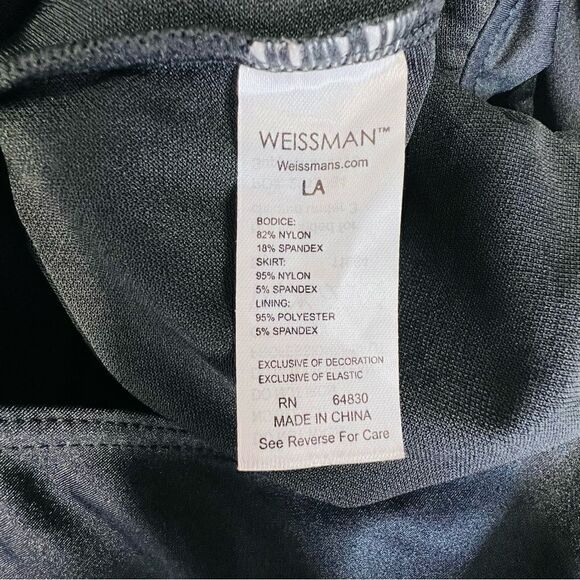 WEISSMAN™
Weissmans.com
LA
BODICE:
82% NYLON
18% SPANDEX
SKIRT:
95% NYLON
5% SPANDEX
LINING:
95% POLYESTER
5% SPANDEX
EXCLUSIVE OF DECORATION
EXCLUSIVE OF ELASTIC
RN 64830
MADE IN CHINA
See Reverse For Care